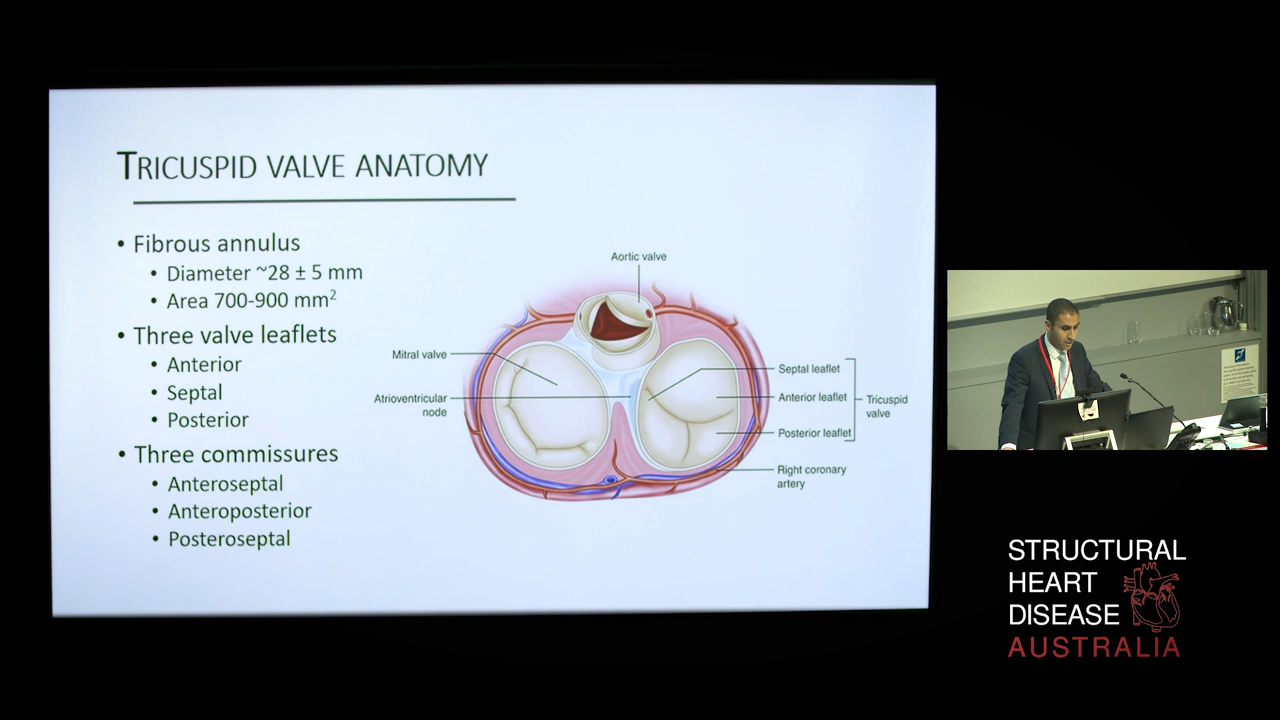 TRICUSPID VALVE ANATOMY
• Fibrous annulus
• Diameter ~28 ± 5 mm
• Area 700-900 mm²
• Three valve leaflets
• Anterior
• Septal
• Posterior
• Three commissures
• Anteroseptal
• Anteroposterior
• Posteroseptal
Aortic valve
Mitral valve
Atrioventricular
node
Septal leaflet
Anterior leaflet
Posterior leaflet
Tricuspid
valve
Right coronary
artery
STRUCTURAL
HEART
DISEASE
AUSTRALIA